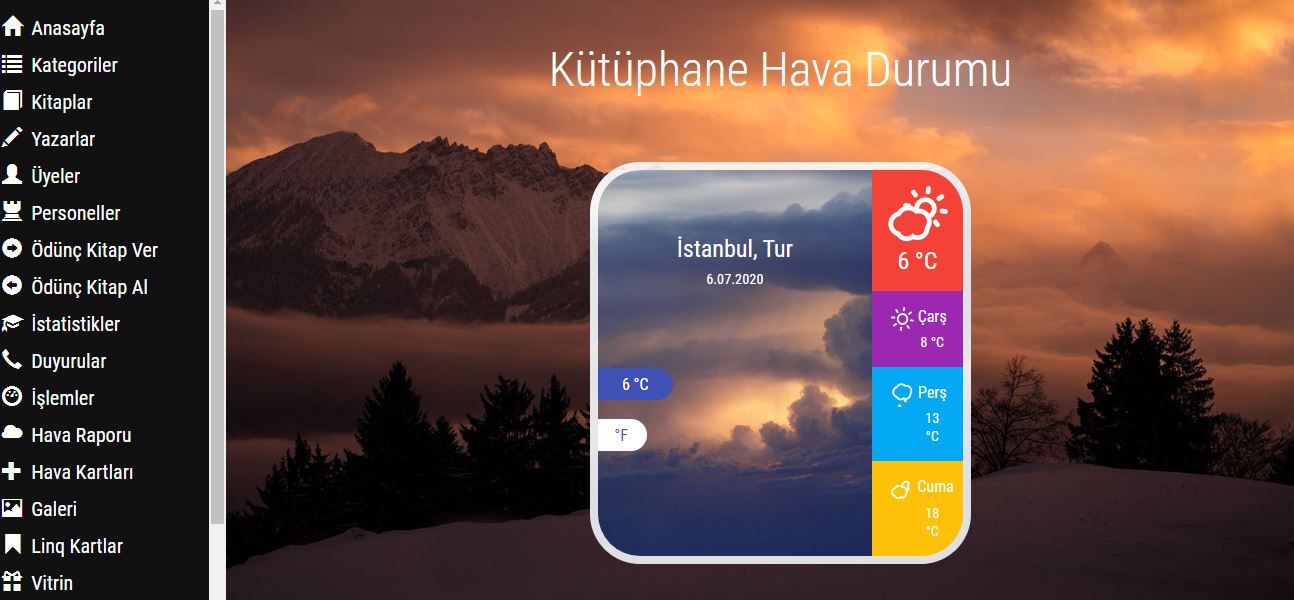 Anasayfa
Kategoriler
Kitaplar
Yazarlar
Üyeler
Personeller
Ödünç Kitap Ver
Ödünç Kitap Al
İstatistikler
Duyurular
İşlemler
Hava Raporu
Hava Kartları
Galeri
Linq Kartlar
Vitrin
Kütüphane Hava Durumu
İstanbul, Tur
6.07.2020
6 °C
°F
6 °C
Çarş
8 °C
Perş
13
°C
Cuma
18
°C